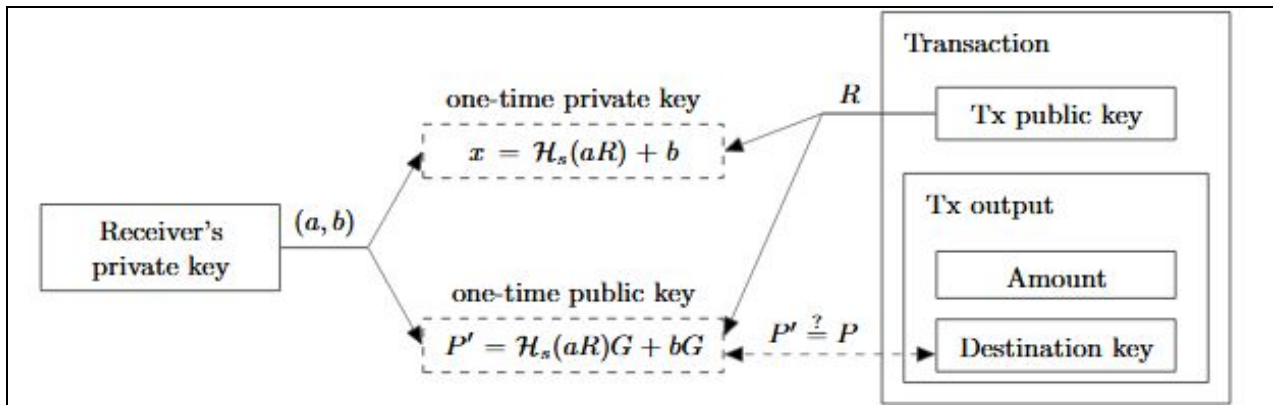 Transaction
one-time private key
R
Tx public key
x = ℋₛ(aR) + b
Tx output
(a, b)
Receiver's
private key
Amount
one-time public key
P′ = ℋₛ(aR)G + bG
P′ ≟ P
Destination key